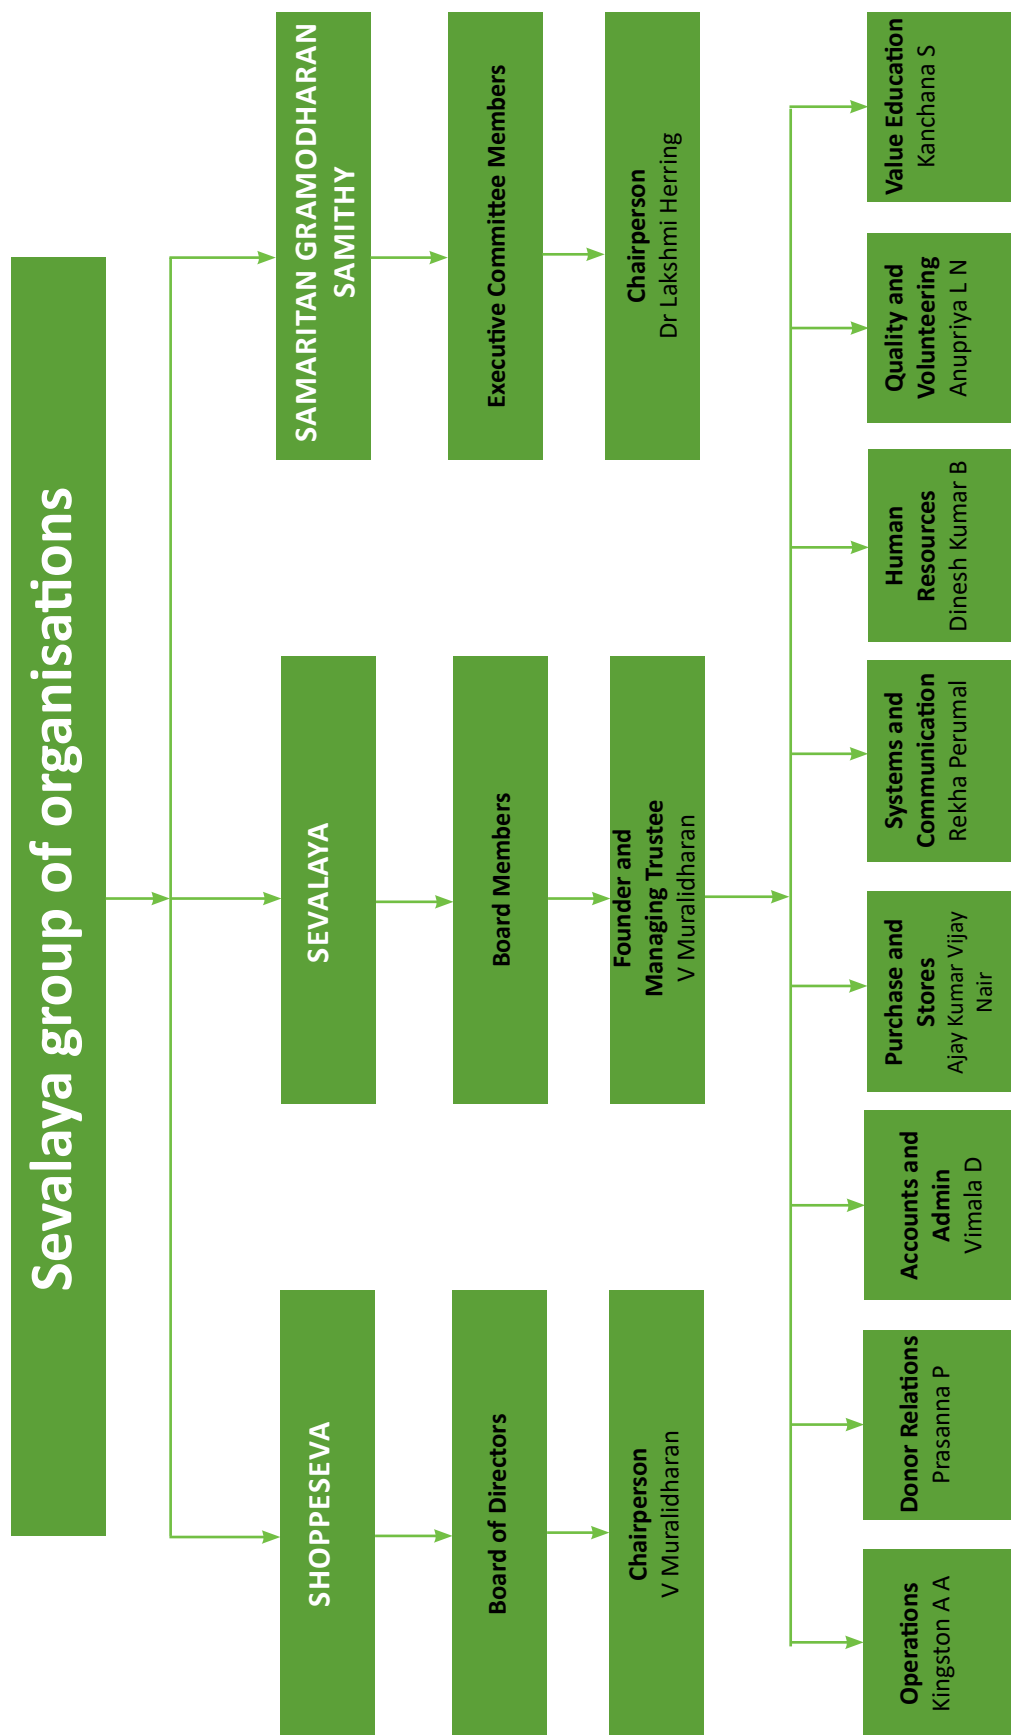 Sevalaya group of organisations
SHOPPESEVA
SEVALAYA
SAMARITAN GRAMODHARAN
SAMITHY
Board of Directors
Board Members
Executive Committee Members
Chairperson
V Muralidharan
Founder and
Managing Trustee
V Muralidharan
Chairperson
Dr Lakshmi Herring
Operations
Kingston A A
Donor Relations
Prasanna P
Accounts and
Admin
Vimala D
Purchase and
Stores
Ajay Kumar Vijay
Nair
Systems and
Communication
Rekha Perumal
Human
Resources
Dinesh Kumar B
Quality and
Volunteering
Anupriya L N
Value Education
Kanchana S